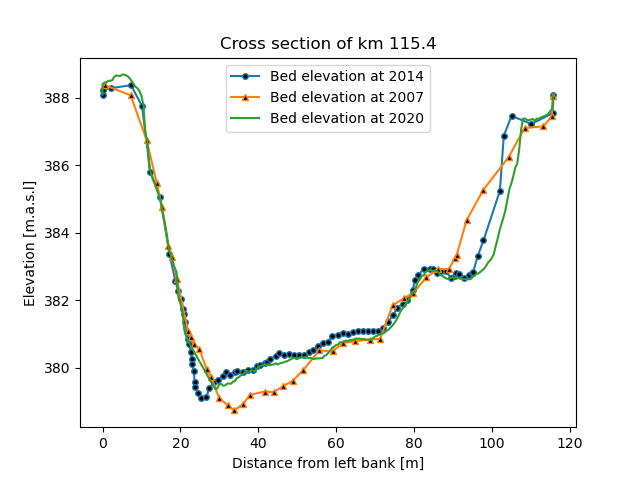 Cross section of km 115.4
Bed elevation at 2014
Bed elevation at 2007
Bed elevation at 2020
Elevation [m.a.s.l]
388
386
384
382
380
0 20 40 60 80 100 120
Distance from left bank [m]